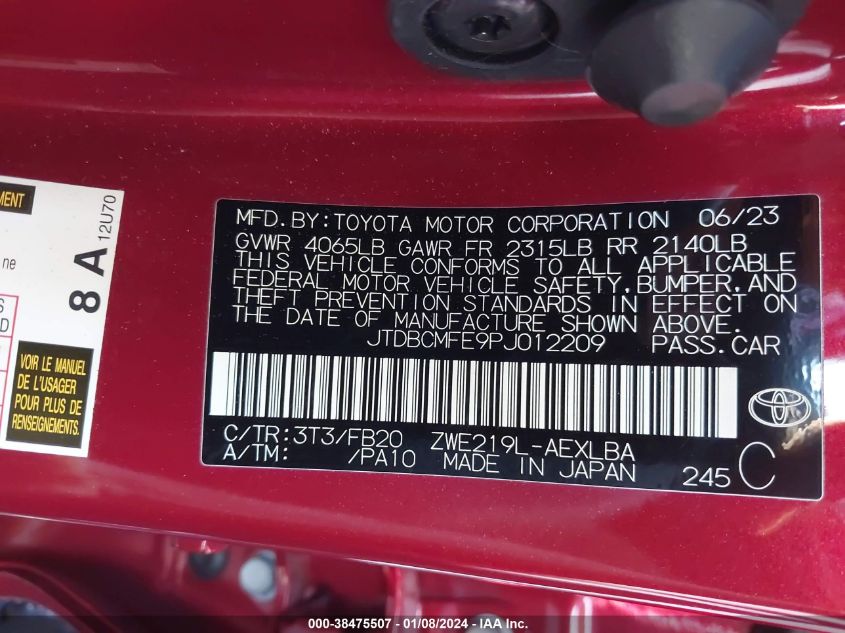 MENT
ne
S
D
8 A
12U70
VOIR LE MANUEL
DE L'USAGER
POUR PLUS DE
RENSEIGNEMENTS.
MFD.BY:TOYOTA MOTOR CORPORATION 06/23
GVWR 4065LB GAWR FR 2315LB RR 2140LB
THIS VEHICLE CONFORMS TO ALL APPLICABLE
FEDERAL MOTOR VEHICLE SAFETY,BUMPER,AND
THEFT PREVENTION STANDARDS IN EFFECT ON
THE DATE OF MANUFACTURE SHOWN ABOVE.
JTDBCMFE9PJ012209 PASS.CAR
C/TR:3T3/FB20 ZWE219L-AEXLBA
A/TM: /PA10 MADE IN JAPAN 245 C
000-38475507 - 01/08/2024 - IAA Inc.